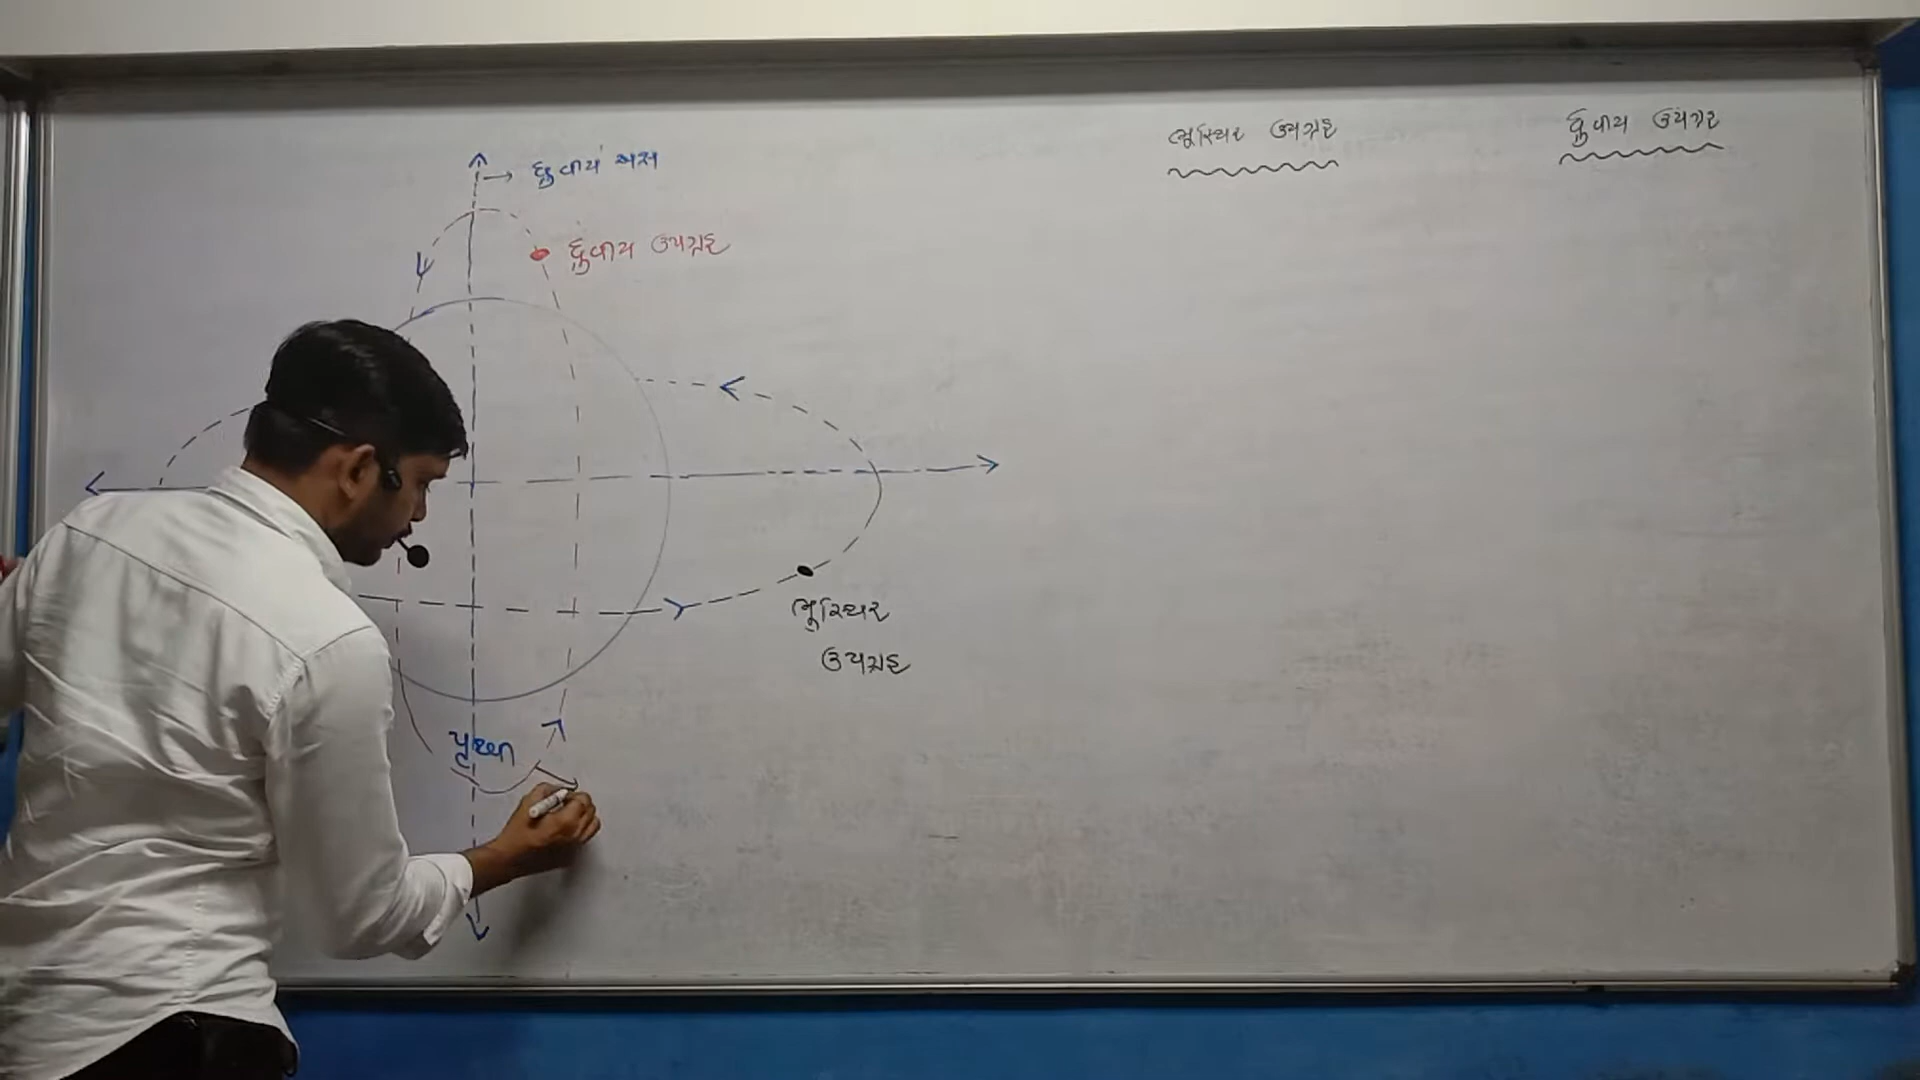 ભૂસ્થિર ઉપગ્રહ
ધ્રુવીય ઉપગ્રહ
ધ્રુવીય અક્ષ
ધ્રુવીય ઉપગ્રહ
ભૂસ્થિર
ઉપગ્રહ
પૃથ્વી